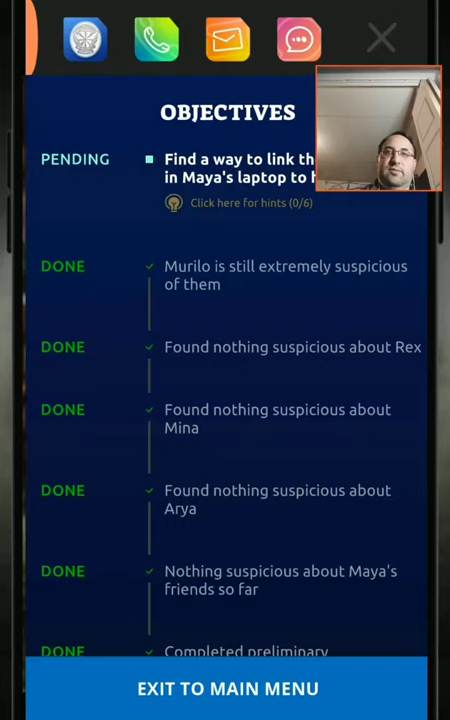 OBJECTIVES
PENDING
Find a way to link th
in Maya's laptop to h
Click here for hints (0/6)
DONE
Murilo is still extremely suspicious
of them
DONE
Found nothing suspicious about Rex
DONE
Found nothing suspicious about
Mina
DONE
Found nothing suspicious about
Arya
DONE
Nothing suspicious about Maya's
friends so far
DONE
Completed preliminary
EXIT TO MAIN MENU